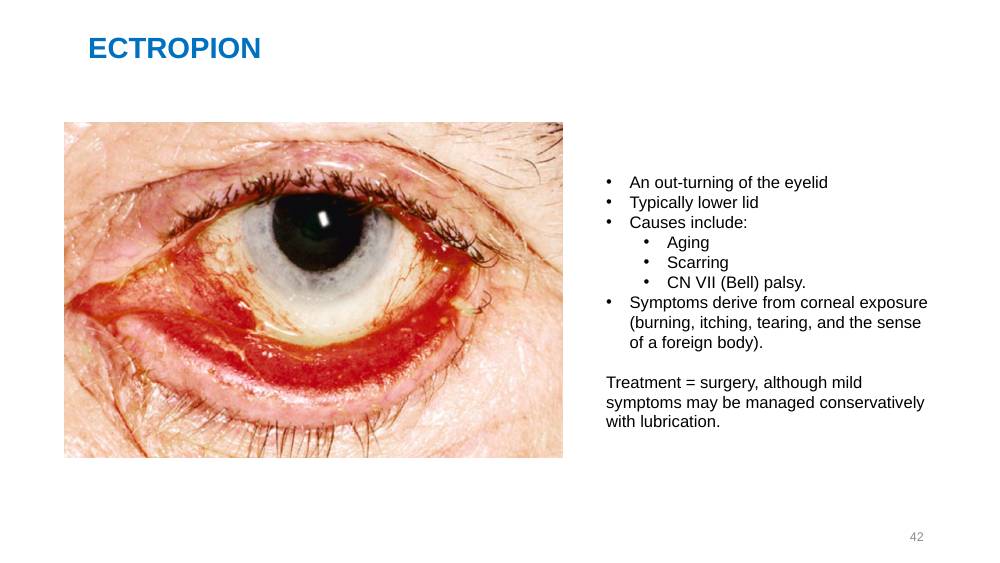 ECTROPION
• An out-turning of the eyelid
• Typically lower lid
• Causes include:
• Aging
• Scarring
• CN VII (Bell) palsy.
• Symptoms derive from corneal exposure
(burning, itching, tearing, and the sense
of a foreign body).
Treatment = surgery, although mild
symptoms may be managed conservatively
with lubrication.
42